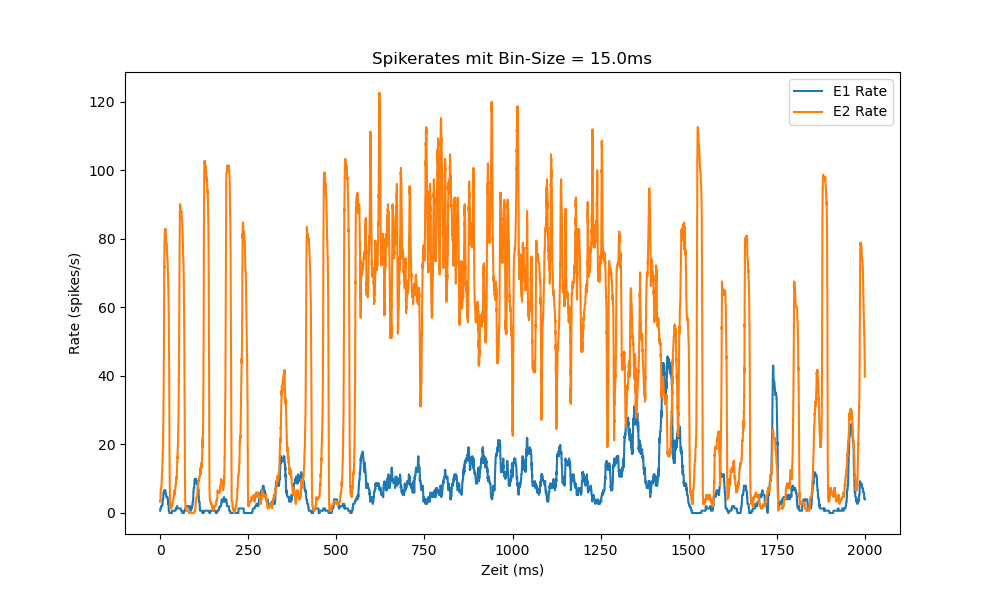 Spikerates mit Bin-Size = 15.0ms
E1 Rate
E2 Rate
Rate (spikes/s)
120
100
80
60
40
20
0
0 250 500 750 1000 1250 1500 1750 2000
Zeit (ms)